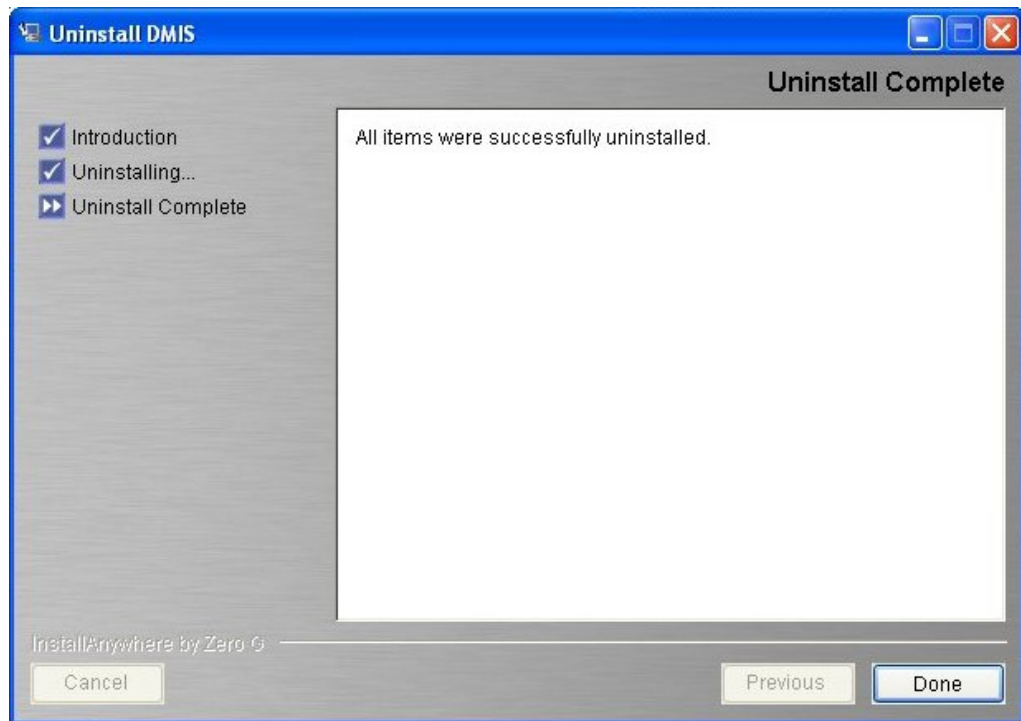 Uninstall DMIS
Uninstall Complete
Introduction
Uninstalling...
Uninstall Complete
All items were successfully uninstalled.
InstallAnywhere by Zero G
Cancel
Previous
Done